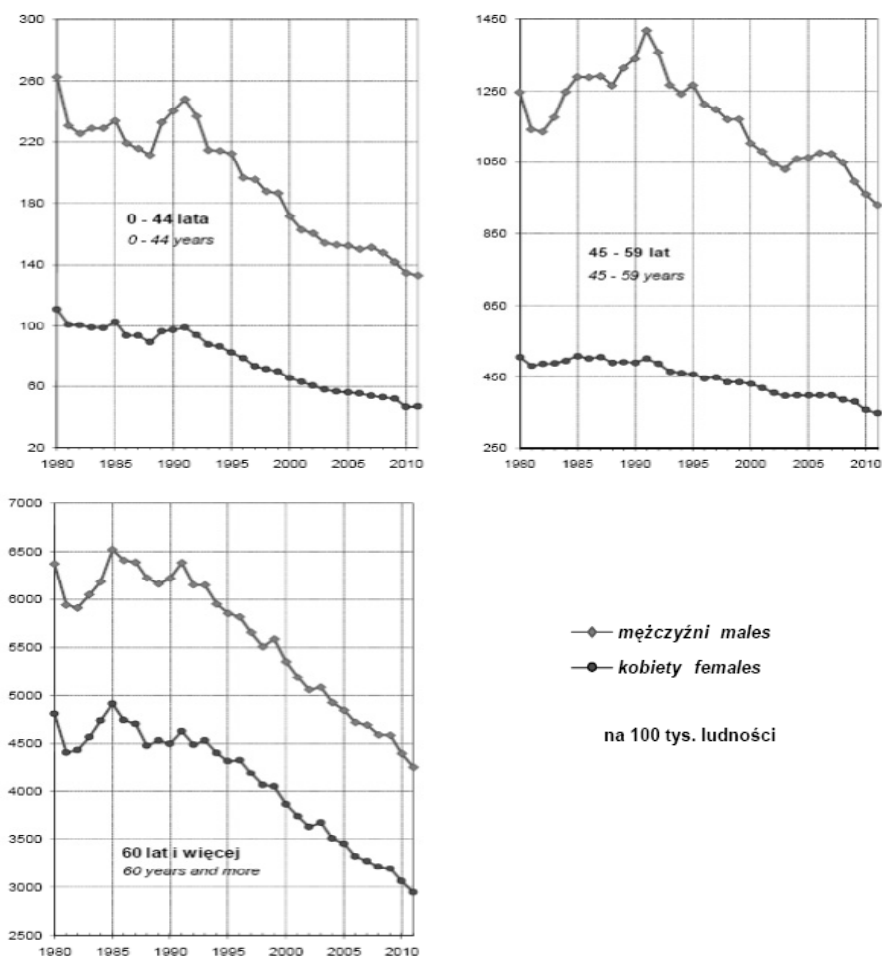 300
260
220
180
140
100
60
20
0 - 44 lata
0 - 44 years
1980 1985 1990 1995 2000 2005 2010
1450
1250
1050
850
650
450
250
45 - 59 lat
45 - 59 years
1980 1985 1990 1995 2000 2005 2010
7000
6500
6000
5500
5000
4500
4000
3500
3000
2500
60 lat i więcej
60 years and more
1980 1985 1990 1995 2000 2005 2010
mężczyźni males
kobiety females
na 100 tys. ludności